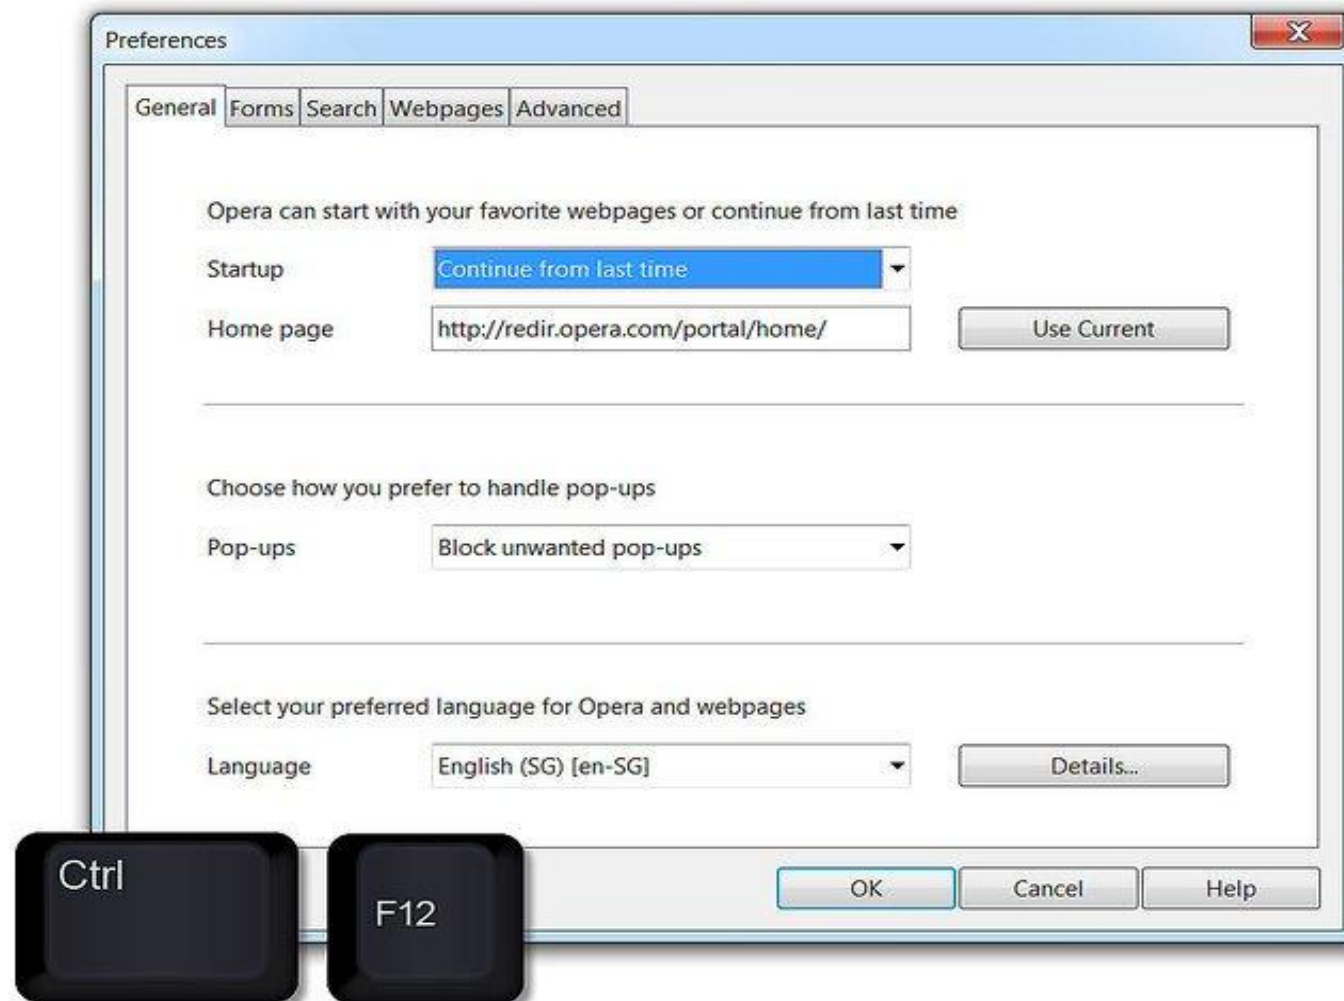 Preferences
General Forms Search Webpages Advanced
Opera can start with your favorite webpages or continue from last time
Startup Continue from last time
Home page http://redir.opera.com/portal/home/ Use Current
Choose how you prefer to handle pop-ups
Pop-ups Block unwanted pop-ups
Select your preferred language for Opera and webpages
Language English (SG) [en-SG] Details...
Ctrl
F12
OK Cancel Help